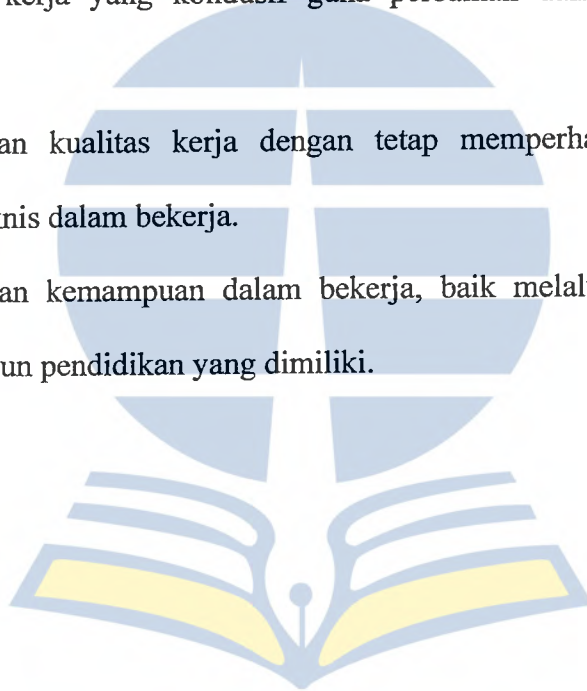 kerja yang kondusif guna perbaikan
an kualitas kerja dengan tetap memperha
nis dalam bekerja.
an kemampuan dalam bekerja, baik melal
un pendidikan yang dimiliki.